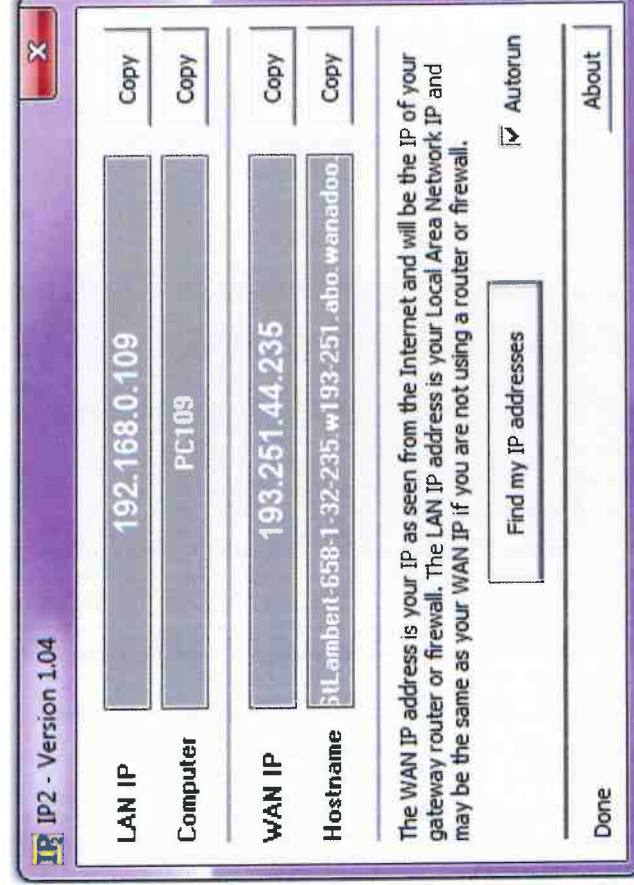 IP2 - Version 1.04
LAN IP 192.168.0.109 Copy
Computer PC109 Copy
WAN IP 193.251.44.235 Copy
Hostname StLambert-658-1-32-235.w193-251.abo.wanadoo. Copy
The WAN IP address is your IP as seen from the Internet and will be the IP of your
gateway router or firewall. The LAN IP address is your Local Area Network IP and
may be the same as your WAN IP if you are not using a router or firewall.
Find my IP addresses Autorun
Done About